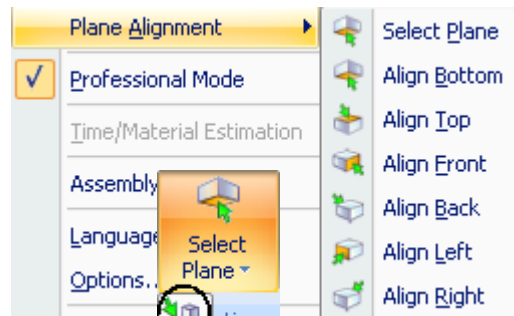 Plane Alignment
Professional Mode
Time/Material Estimation
Assembly
Language
Options..
Select
Plane
Select Plane
Align Bottom
Align Top
Align Front
Align Back
Align Left
Align Right